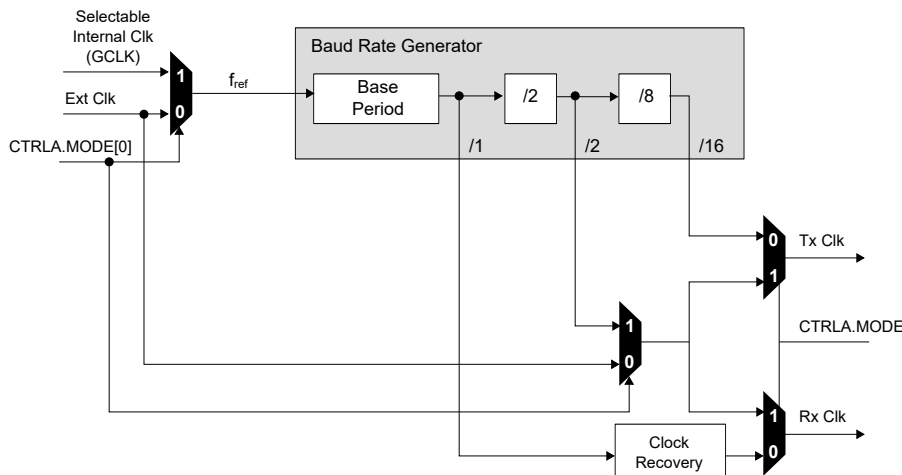 Selectable
Internal Clk
(GCLK)
Baud Rate Generator
1
f_ref
Base
Period
/2
/8
Ext Clk
0
CTRLA.MODE[0]
/1
/2
/16
0
Tx Clk
1
1
CTRLA.MODE
0
1
Rx Clk
0
Clock
Recovery